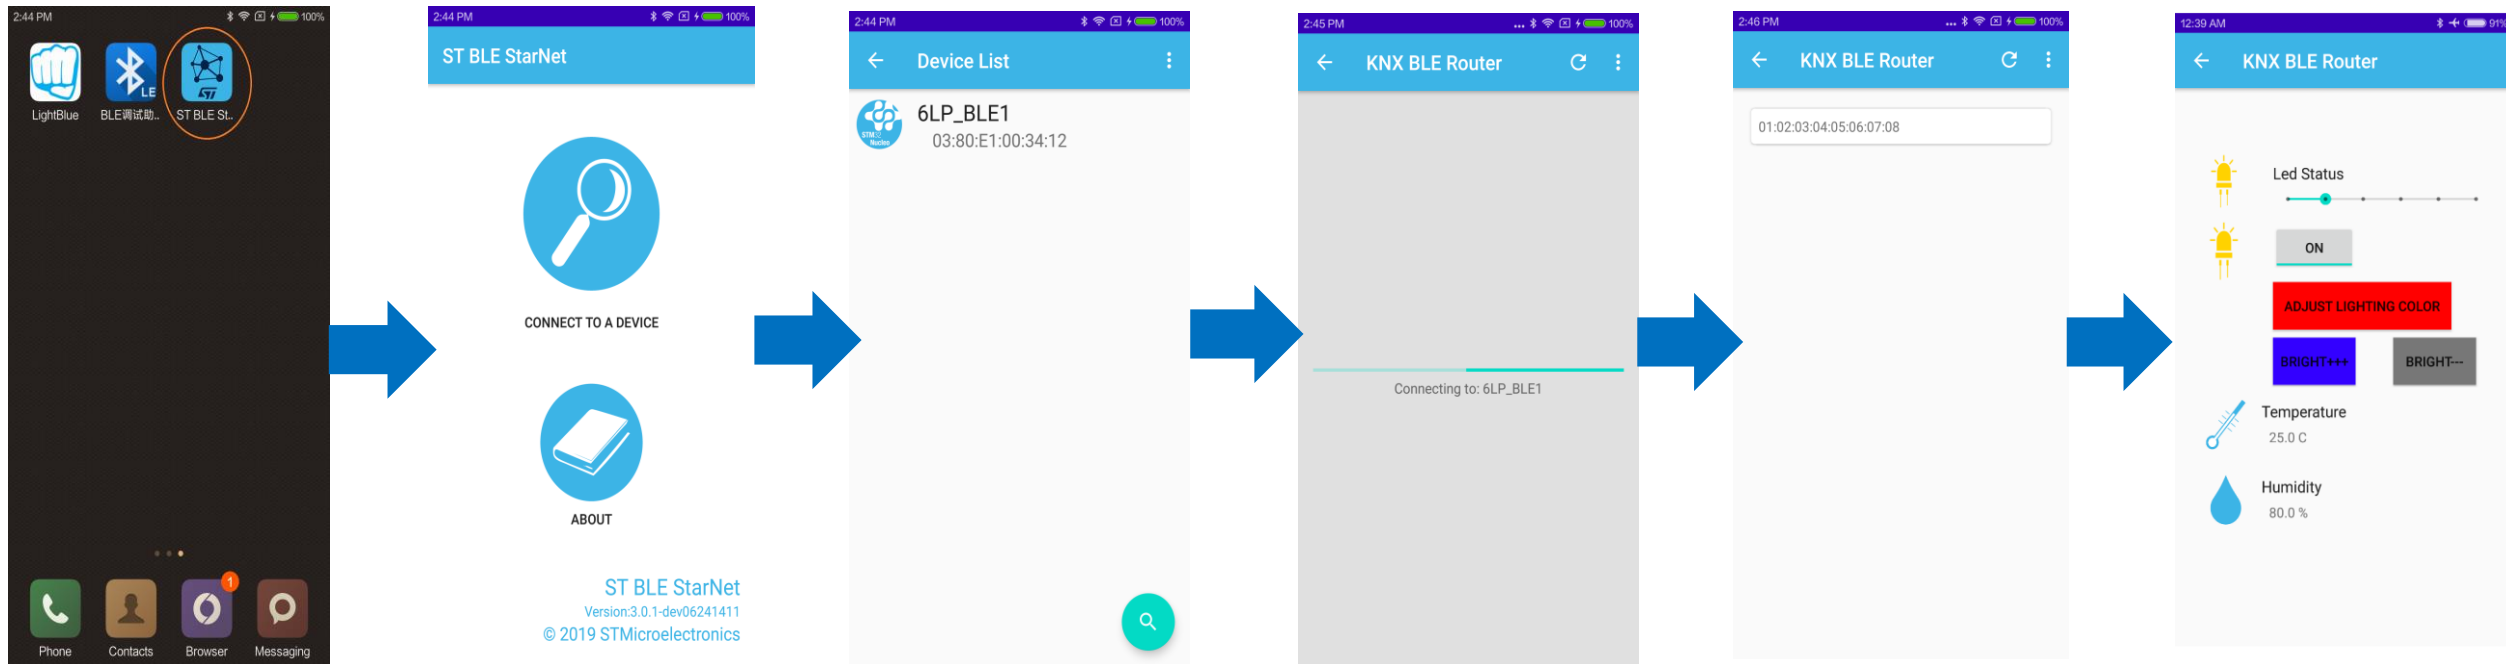 2:44 PM
100%
LightBlue
LE
BLE调试助..
ST BLE St..
1
Phone
Contacts
Browser
Messaging
2:44 PM
100%
ST BLE StarNet
CONNECT TO A DEVICE
ABOUT
ST BLE StarNet
Version:3.0.1-dev06241411
© 2019 STMicroelectronics
2:44 PM
100%
Device List
STM32
Nucleo
6LP_BLE1
03:80:E1:00:34:12
2:45 PM
... 100%
KNX BLE Router
Connecting to: 6LP_BLE1
2:46 PM
... 100%
KNX BLE Router
01:02:03:04:05:06:07:08
12:39 AM
91%
KNX BLE Router
Led Status
ON
ADJUST LIGHTING COLOR
BRIGHT+++
BRIGHT---
Temperature
25.0 C
Humidity
80.0 %